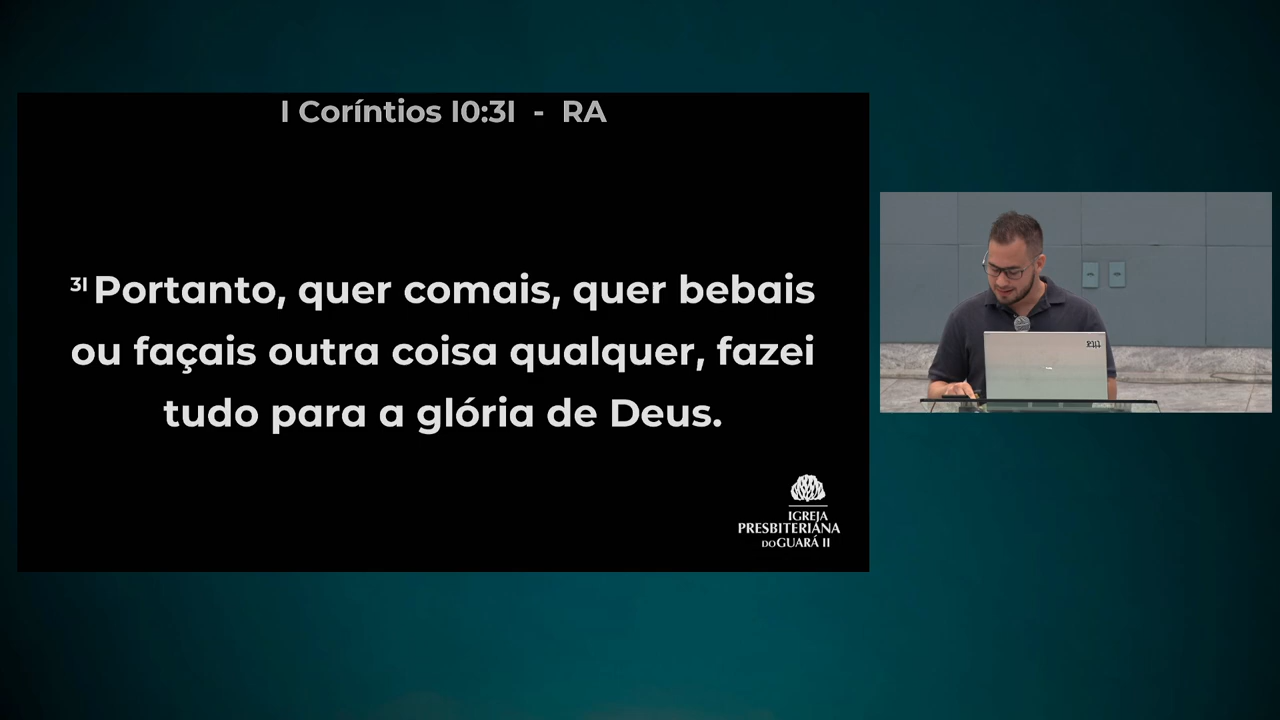 I Coríntios 10:31 - RA
31 Portanto, quer comais, quer bebais
ou façais outra coisa qualquer, fazei
tudo para a glória de Deus.
IGREJA
PRESBITERIANA
DO GUARÁ II